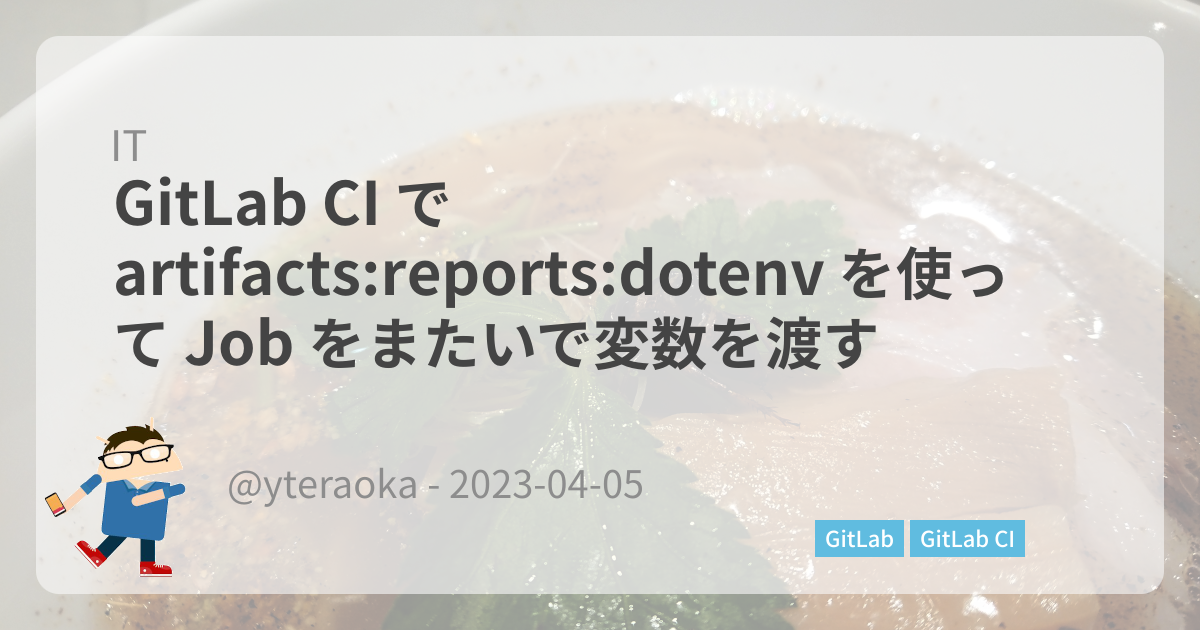 IT
GitLab CI で
artifacts:reports:dotenv を使っ
て Job をまたいで変数を渡す
@yteraoka - 2023-04-05
GitLab GitLab CI